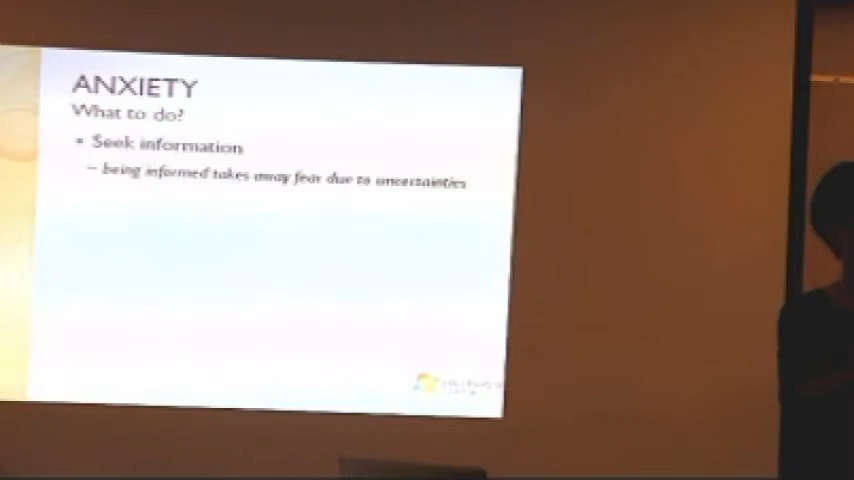 ANXIETY
What to do?
• Seek information
– being informed takes away fear due to uncertainties